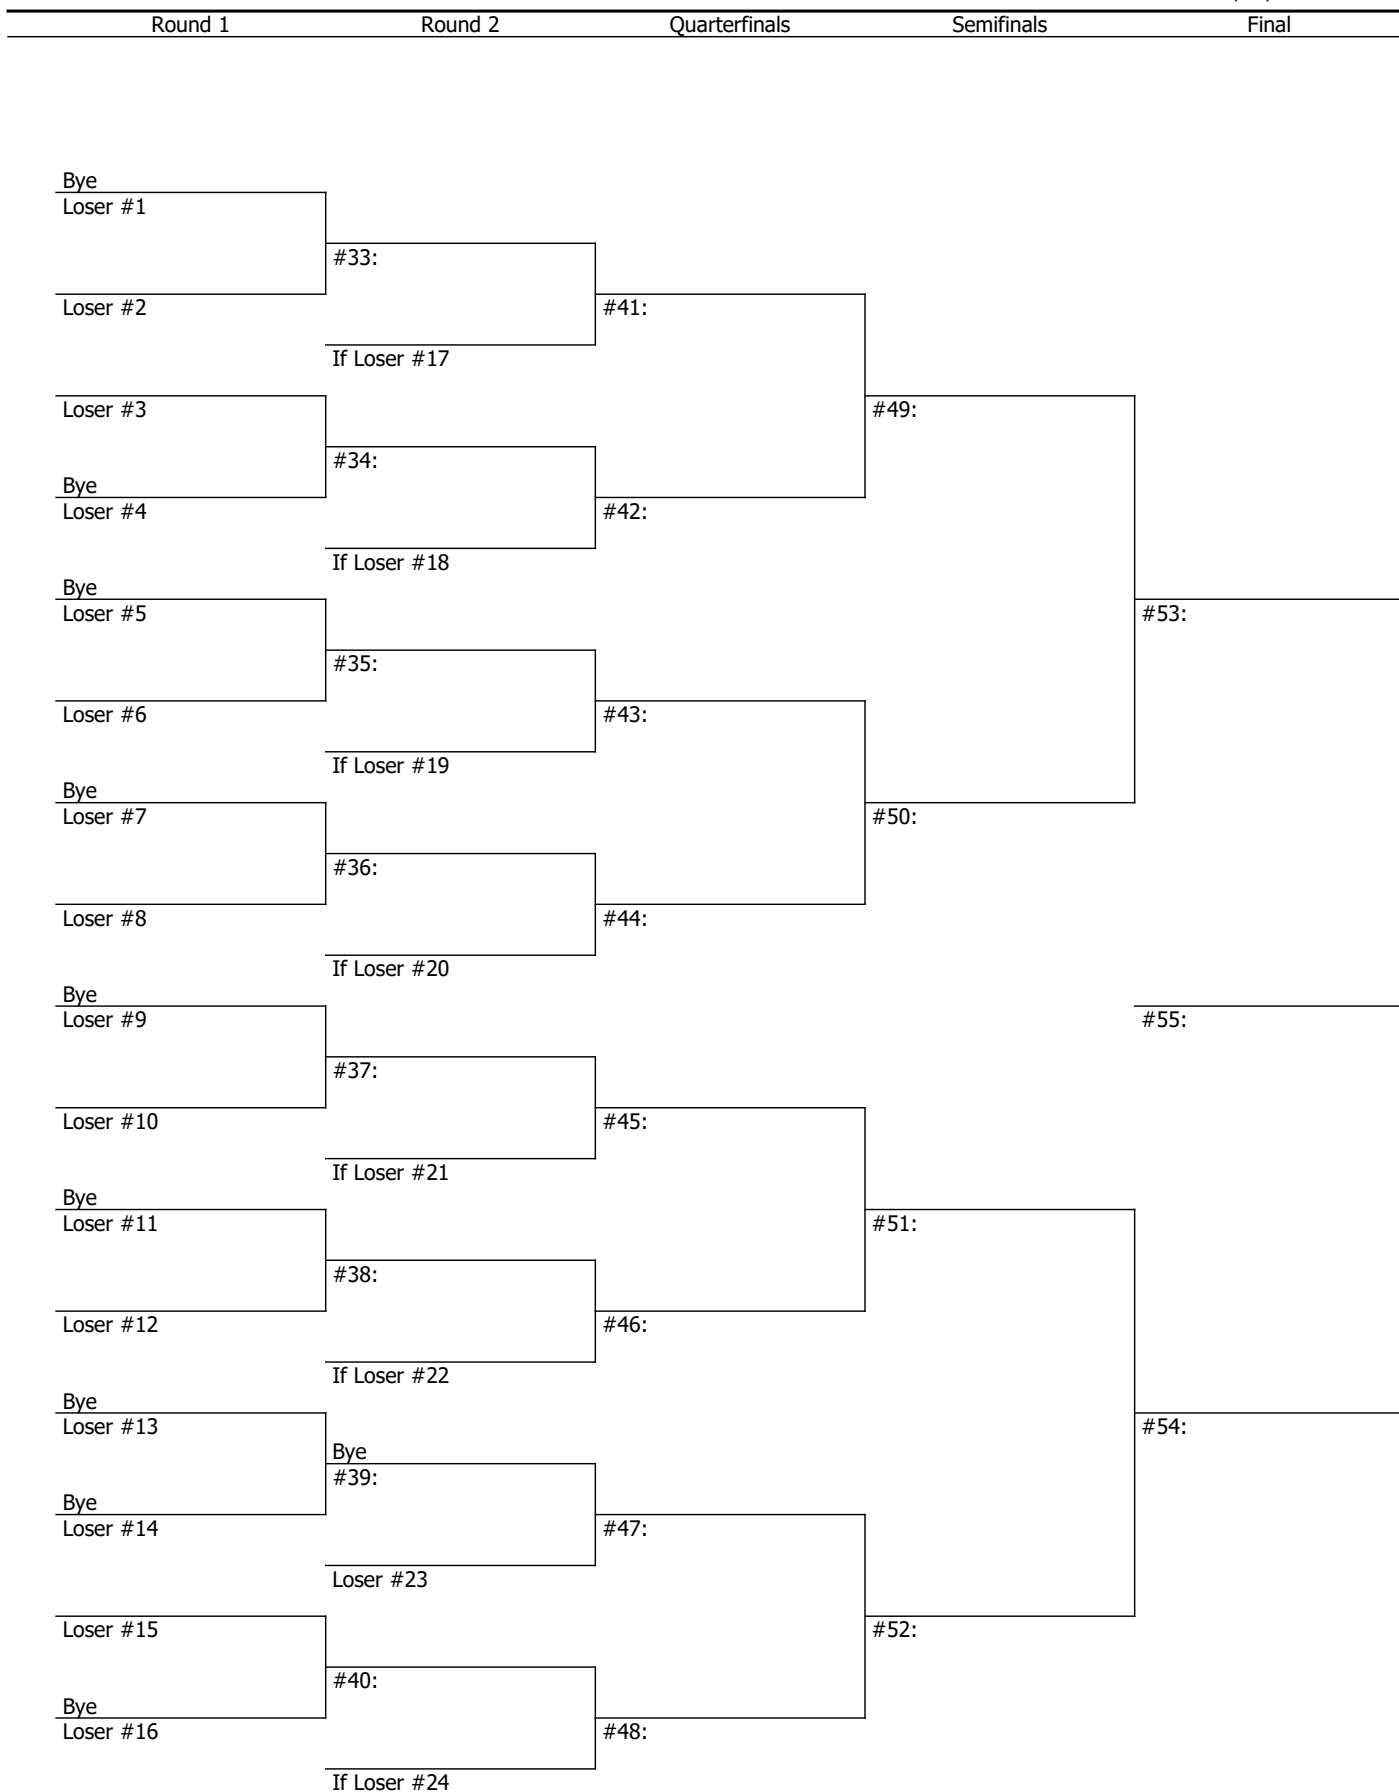 Round 1 Round 2 Quarterfinals Semifinals Final
Bye
Loser #1
#33:
Loser #2
#41:
If Loser #17
Loser #3
#49:
#34:
Bye
Loser #4
#42:
If Loser #18
Bye
Loser #5
#53:
#35:
Loser #6
#43:
If Loser #19
Bye
Loser #7
#50:
#36:
Loser #8
#44:
If Loser #20
Bye
Loser #9
#55:
#37:
Loser #10
#45:
If Loser #21
Bye
Loser #11
#51:
#38:
Loser #12
#46:
If Loser #22
Bye
Loser #13
#54:
Bye
#39:
Bye
Loser #14
#47:
Loser #23
Loser #15
#52:
#40:
Bye
Loser #16
#48:
If Loser #24